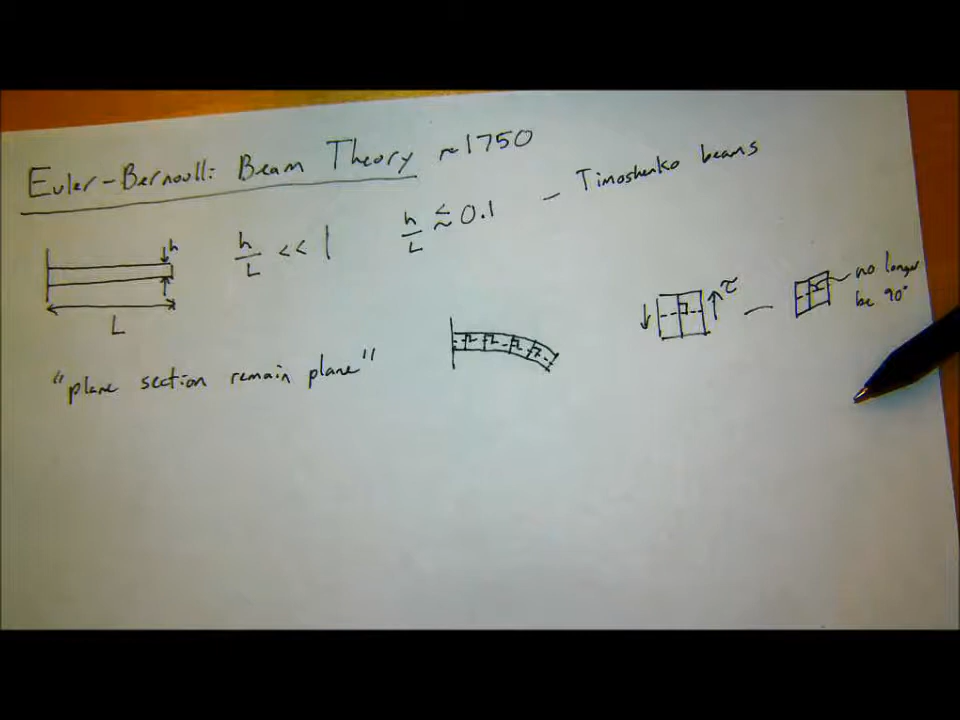 Euler-Bernoulli Beam Theory ~1750
h/L << 1
h/L ≲ 0.1
– Timoshenko beams
h
L
τ
no longer
be 90°
"plane section remain plane"